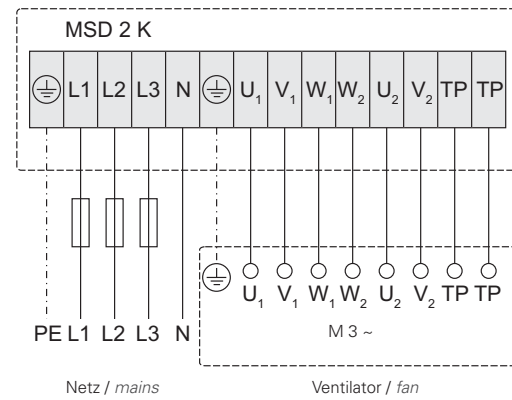 MSD 2 K
L1 L2 L3 N U1 V1 W1 W2 U2 V2 TP TP
U1 V1 W1 W2 U2 V2 TP TP
PE L1 L2 L3 N
M 3 ~
Netz / mains
Ventilator / fan